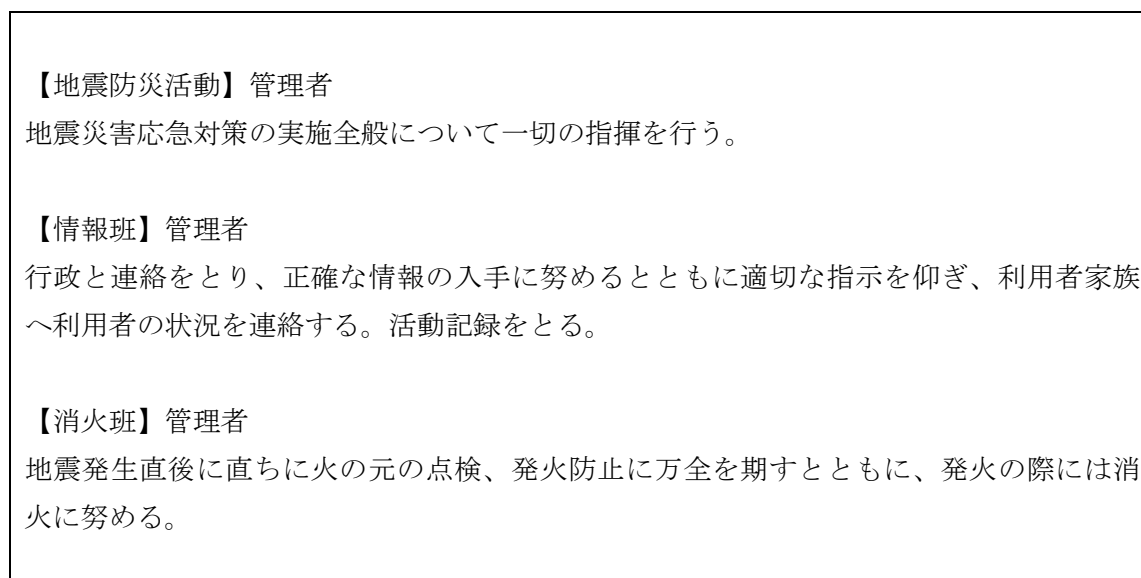 【地震防災活動】管理者
地震災害応急対策の実施全般について一切の指揮を行う。
【情報班】管理者
行政と連絡をとり、正確な情報の入手に努めるとともに適切な指示を仰ぎ、利用者家族
へ利用者の状況を連絡する。活動記録をとる。
【消火班】管理者
地震発生直後に直ちに火の元の点検、発火防止に万全を期すとともに、発火の際には消
火に努める。